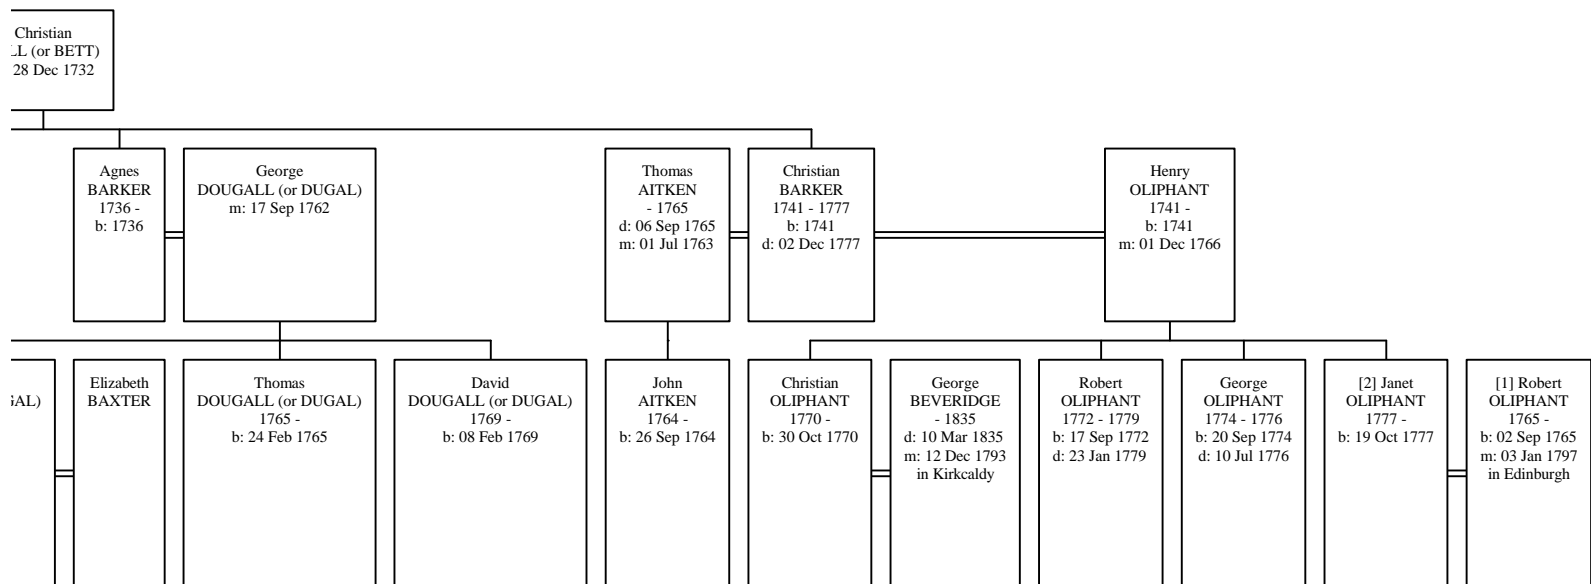 Christian
LL (or BETT)
28 Dec 1732
Agnes
BARKER
1736 -
b: 1736
George
DOUGALL (or DUGAL)
m: 17 Sep 1762
Thomas
AITKEN
- 1765
d: 06 Sep 1765
m: 01 Jul 1763
Christian
BARKER
1741 - 1777
b: 1741
d: 02 Dec 1777
Henry
OLIPHANT
1741 -
b: 1741
m: 01 Dec 1766
GAL)
Elizabeth
BAXTER
Thomas
DOUGALL (or DUGAL)
1765 -
b: 24 Feb 1765
David
DOUGALL (or DUGAL)
1769 -
b: 08 Feb 1769
John
AITKEN
1764 -
b: 26 Sep 1764
Christian
OLIPHANT
1770 -
b: 30 Oct 1770
George
BEVERIDGE
- 1835
d: 10 Mar 1835
m: 12 Dec 1793
in Kirkcaldy
Robert
OLIPHANT
1772 - 1779
b: 17 Sep 1772
d: 23 Jan 1779
George
OLIPHANT
1774 - 1776
b: 20 Sep 1774
d: 10 Jul 1776
[2] Janet
OLIPHANT
1777 -
b: 19 Oct 1777
[1] Robert
OLIPHANT
1765 -
b: 02 Sep 1765
m: 03 Jan 1797
in Edinburgh